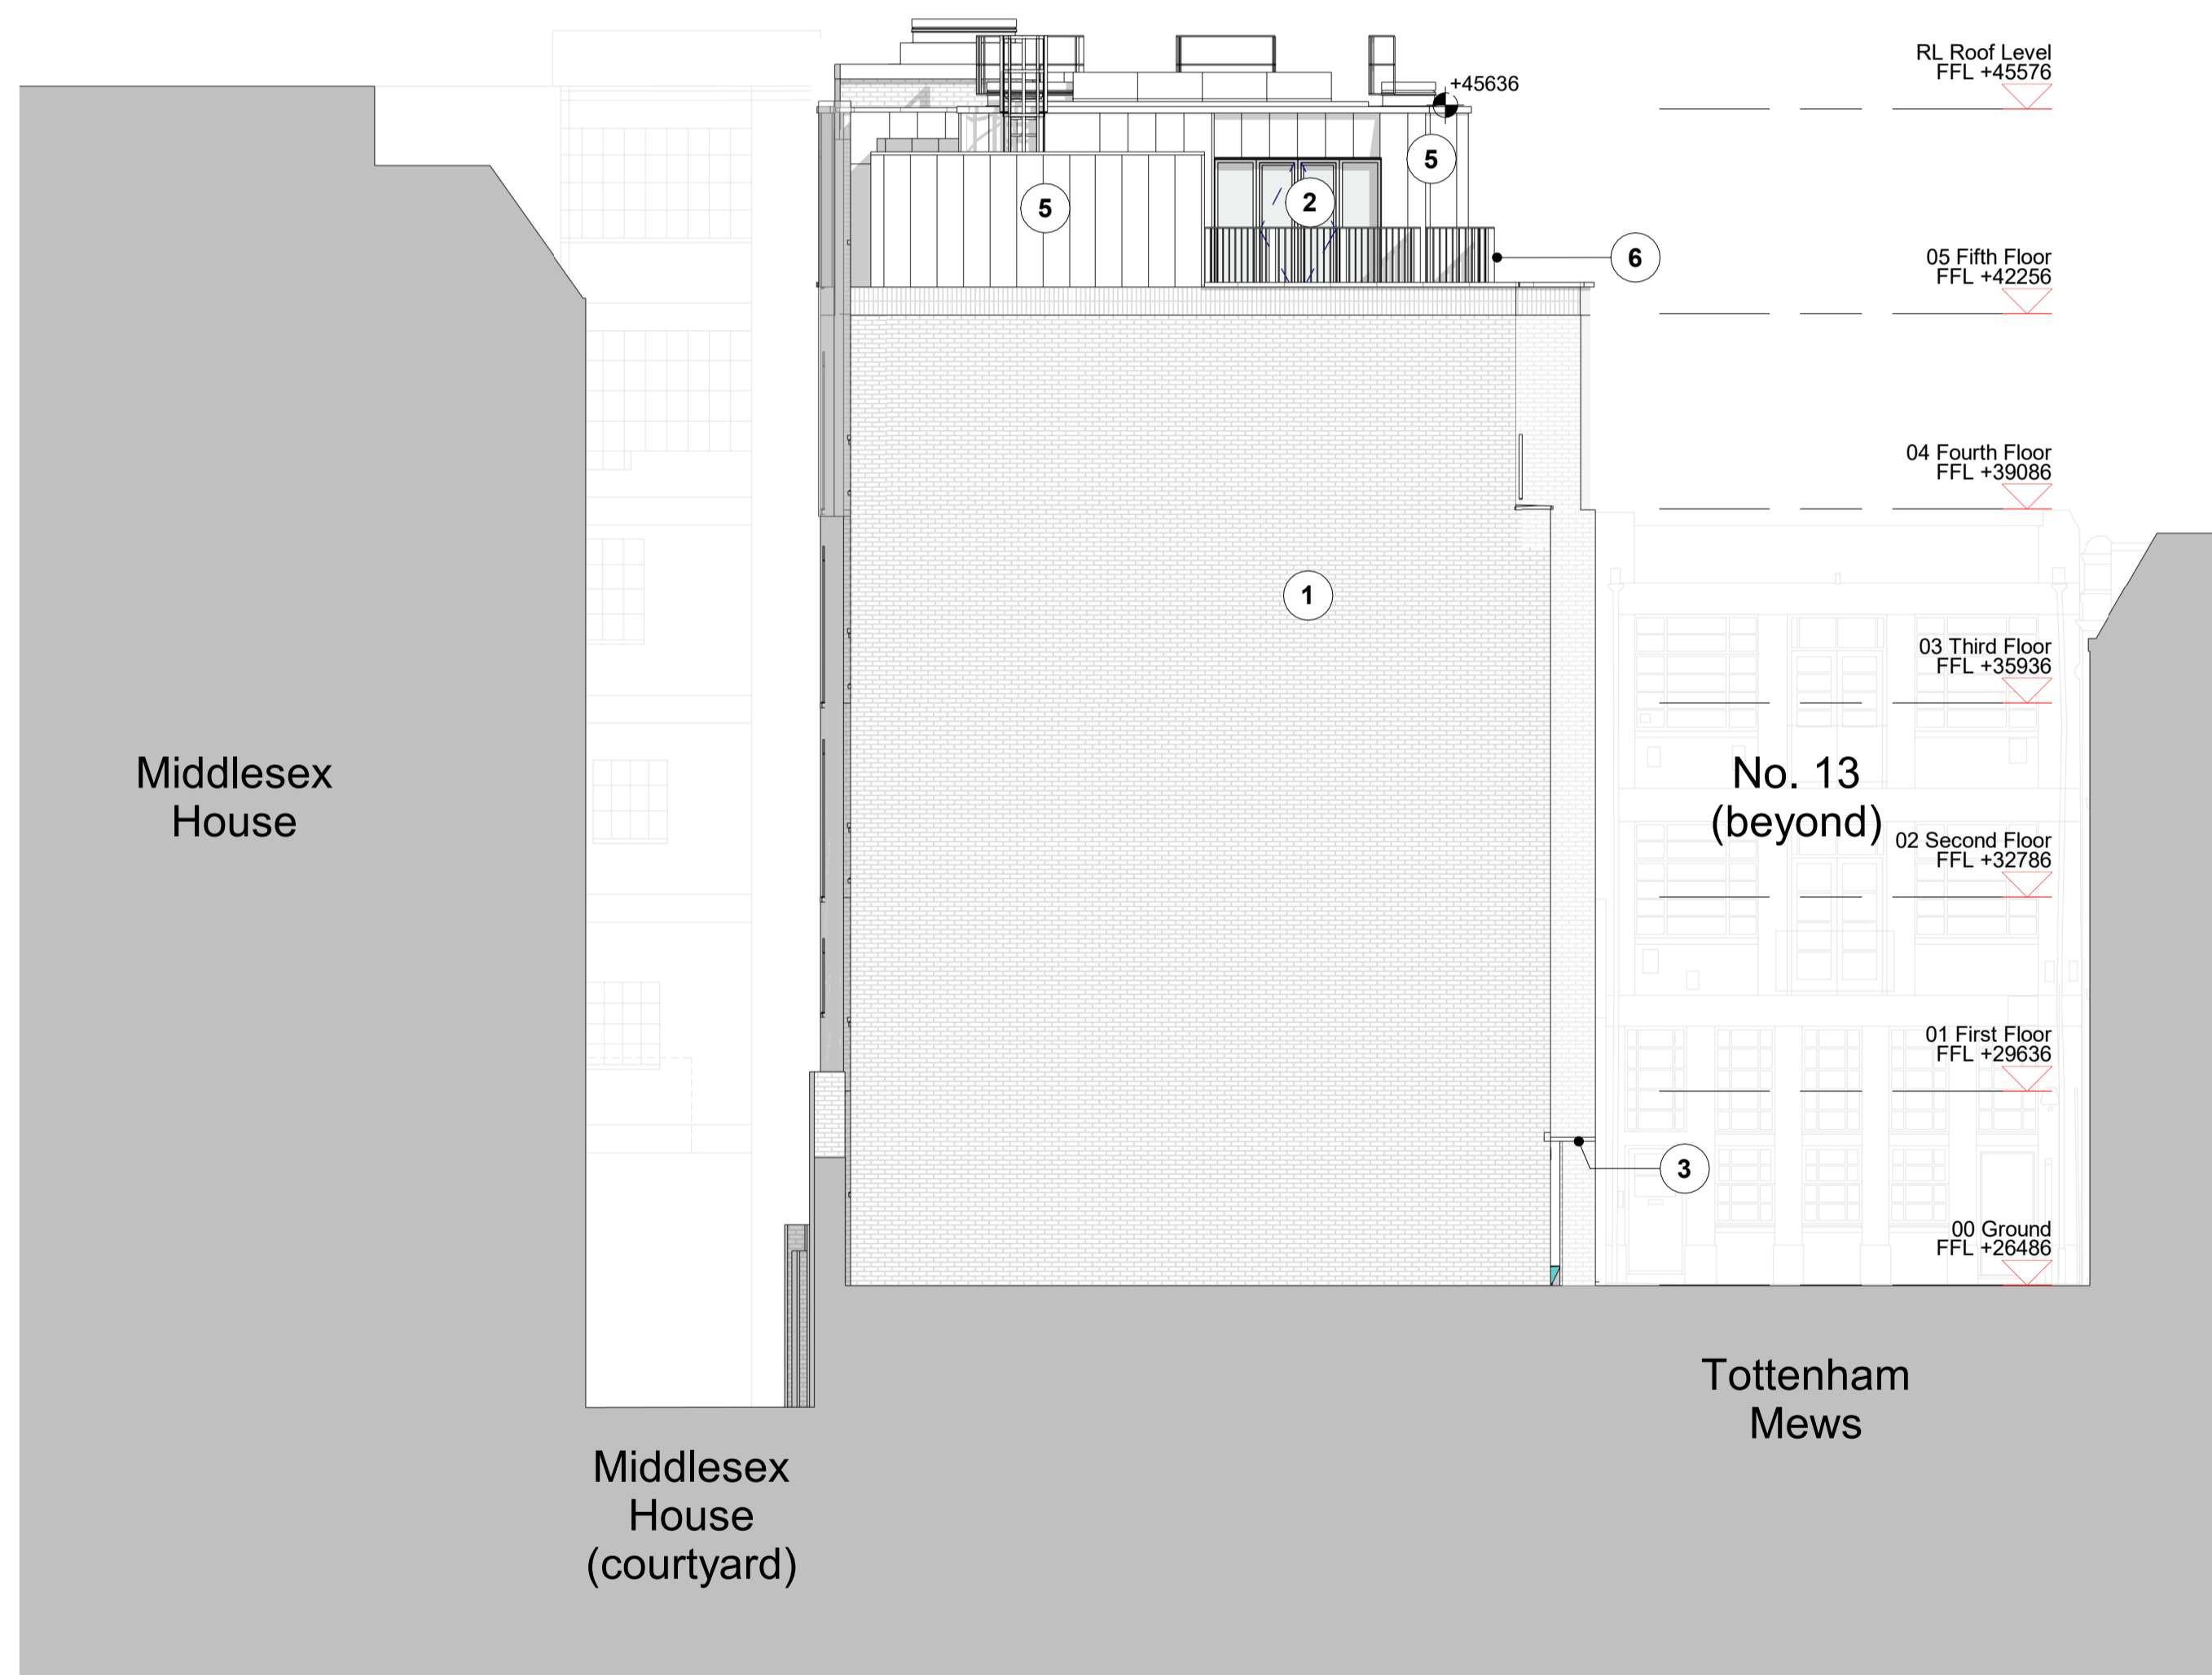 RL Roof Level
FFL +45576
+45636
5
5
2
6
05 Fifth Floor
FFL +42256
04 Fourth Floor
FFL +39086
1
03 Third Floor
FFL +35936
Middlesex
House
No. 13
(beyond)
02 Second Floor
FFL +32786
01 First Floor
FFL +29636
3
00 Ground
FFL +26486
Tottenham
Mews
Middlesex
House
(courtyard)